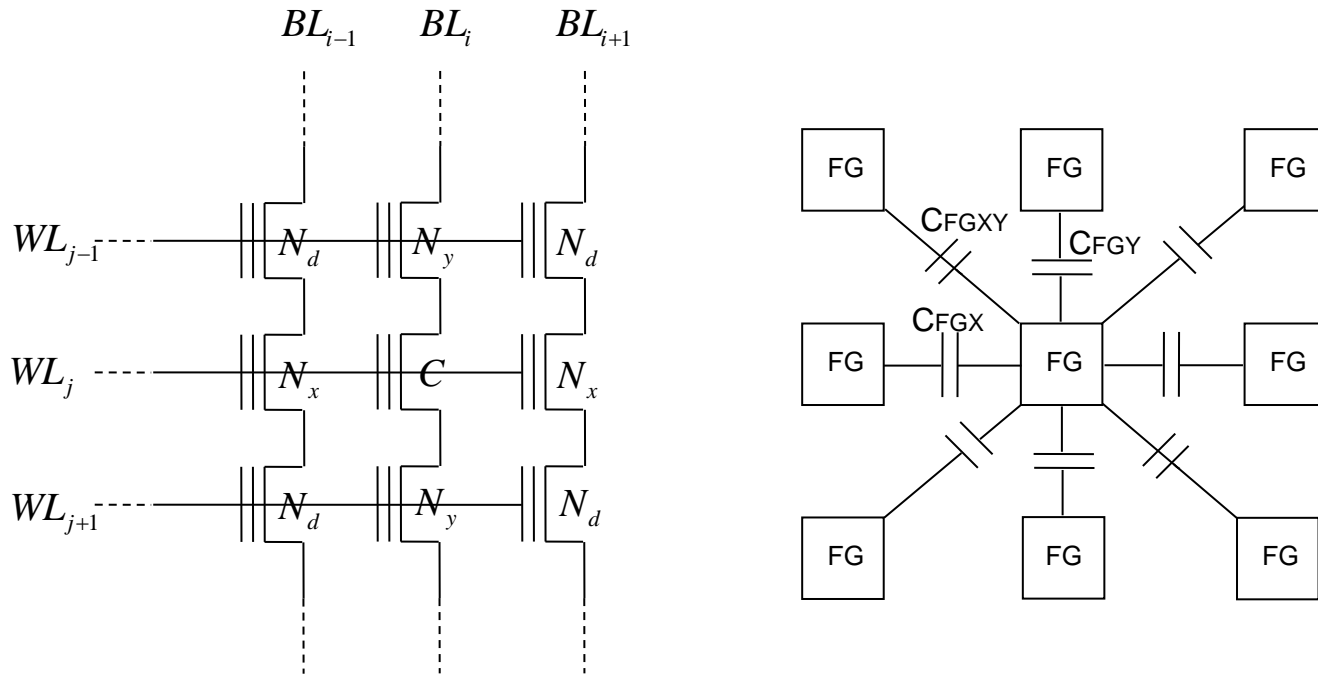 BL_{i-1} BL_i BL_{i+1}
WL_{j-1} N_d N_y N_d
WL_j N_x C N_x
WL_{j+1} N_d N_y N_d
FG FG FG
CFGXY CFGY
CFGX
FG FG FG
FG FG FG